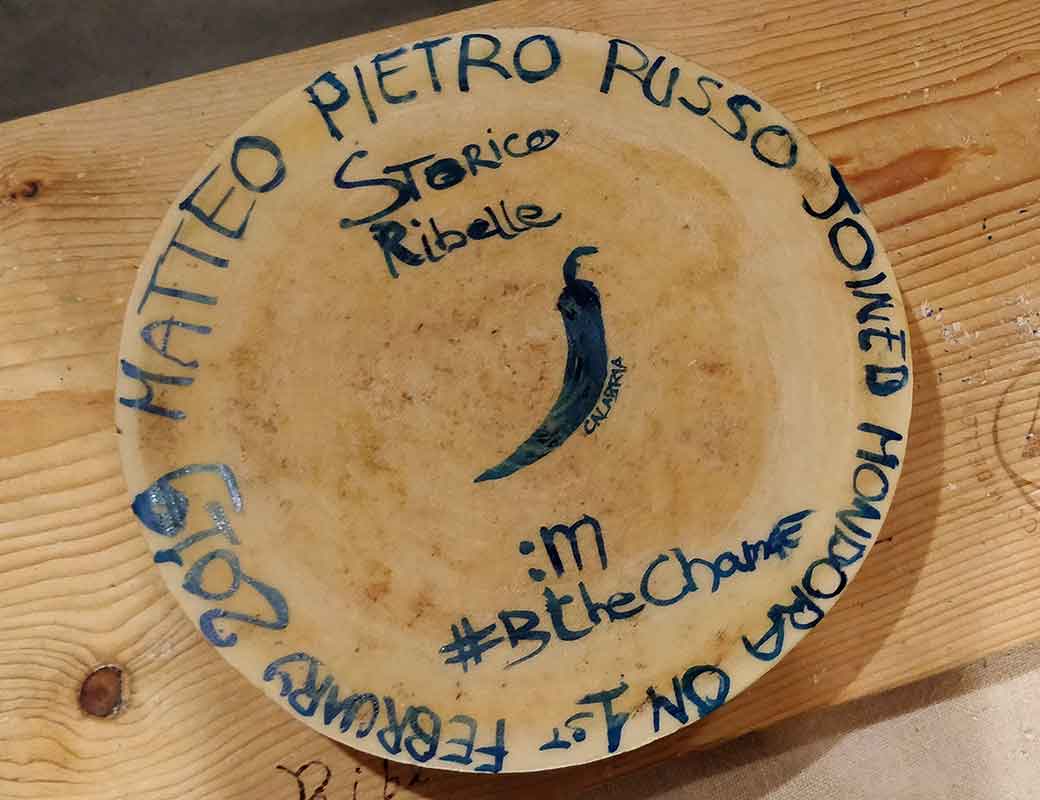 MATTEO PIETRO RUSSO JOINED MONDORA ON 1ST FEBRUARY 2019
STORICO
Ribelle
CALABRIA
:m
#BtheChange